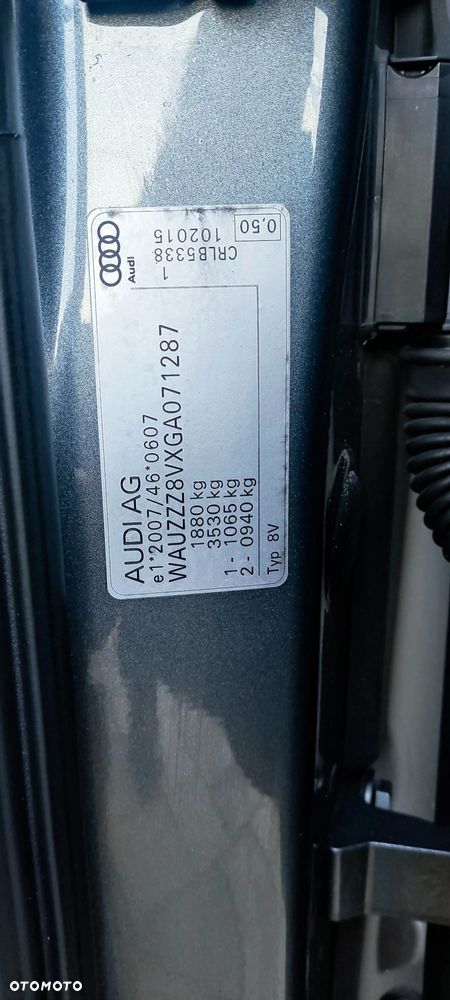 AUDI AG
e1*2007/46*0607
WAUZZZ8VXGA071287
1880 kg
3530 kg
1- 1065 kg
2- 0940 kg
Typ 8V
Audi
1
CRLB5338
102015
0,50
OTOMOTO